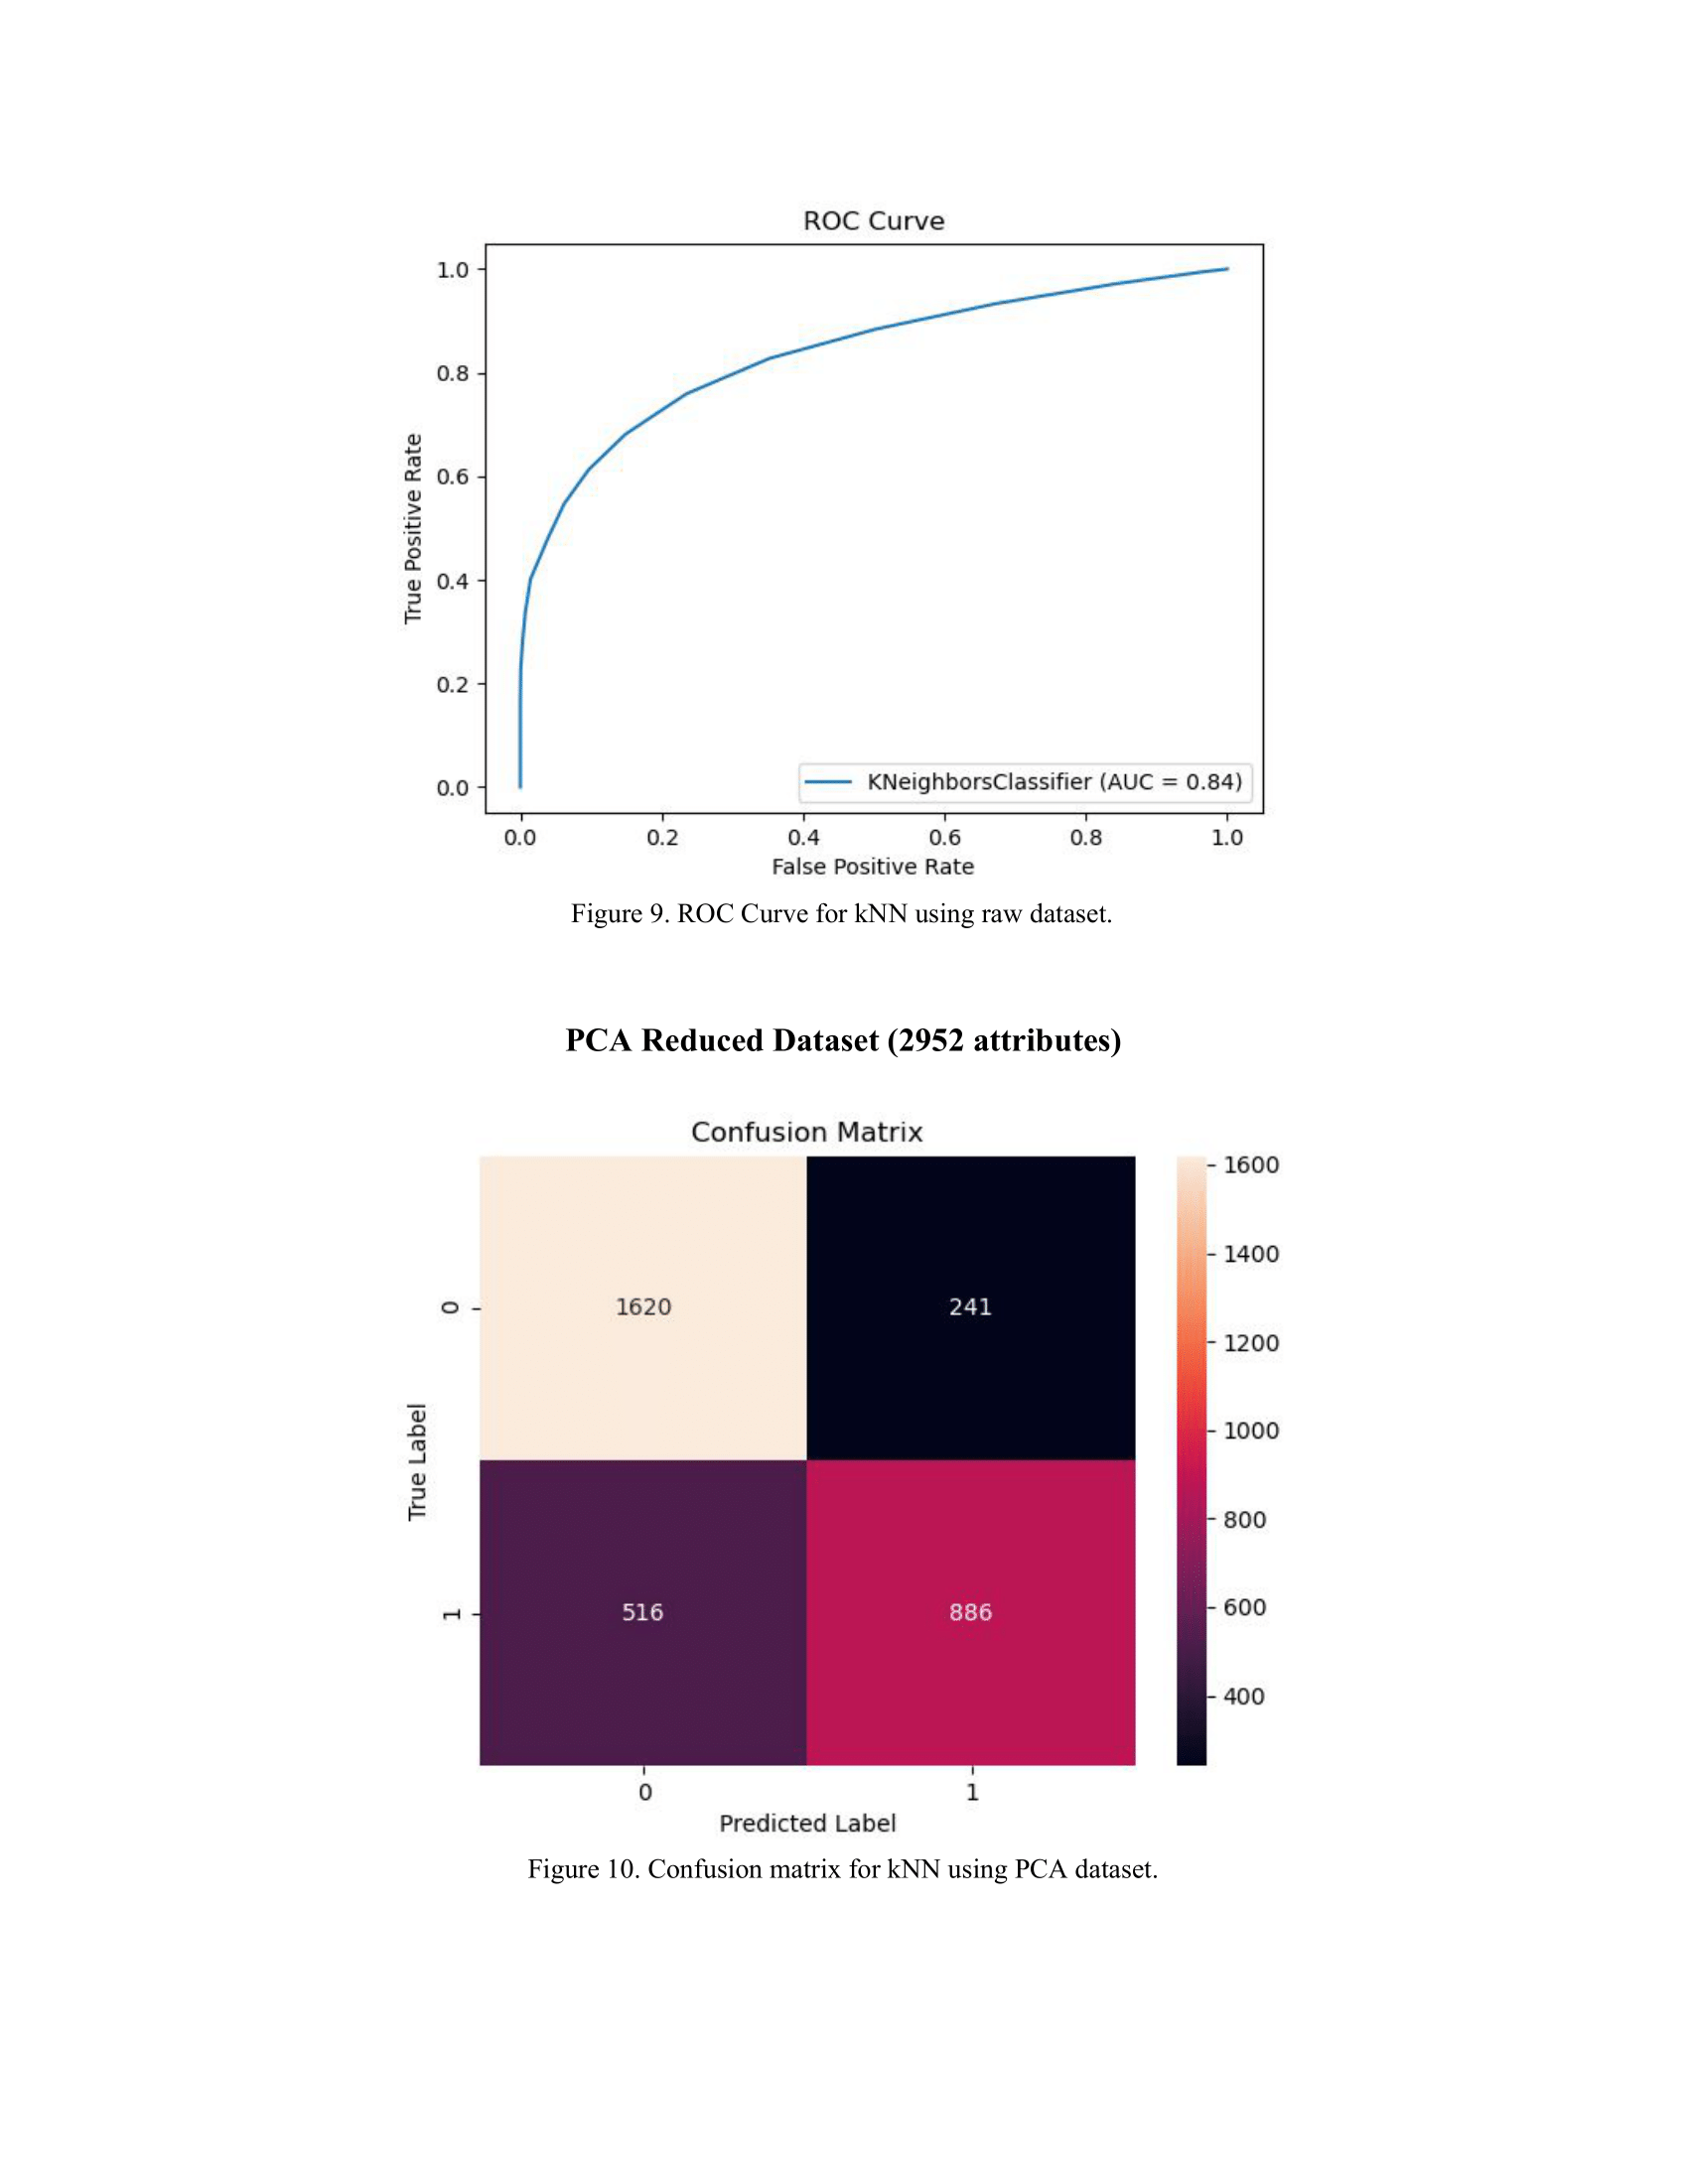 ROC Curve
1.0
0.8
0.6
0.4
0.2
0.0
True Positive Rate
KNeighborsClassifier (AUC = 0.84)
0.0 0.2 0.4 0.6 0.8 1.0
False Positive Rate
Figure 9. ROC Curve for kNN using raw dataset.
PCA Reduced Dataset (2952 attributes)
Confusion Matrix
True Label
0
1
1620 241
516 886
0 1
Predicted Label
1600
1400
1200
1000
800
600
400
Figure 10. Confusion matrix for kNN using PCA dataset.